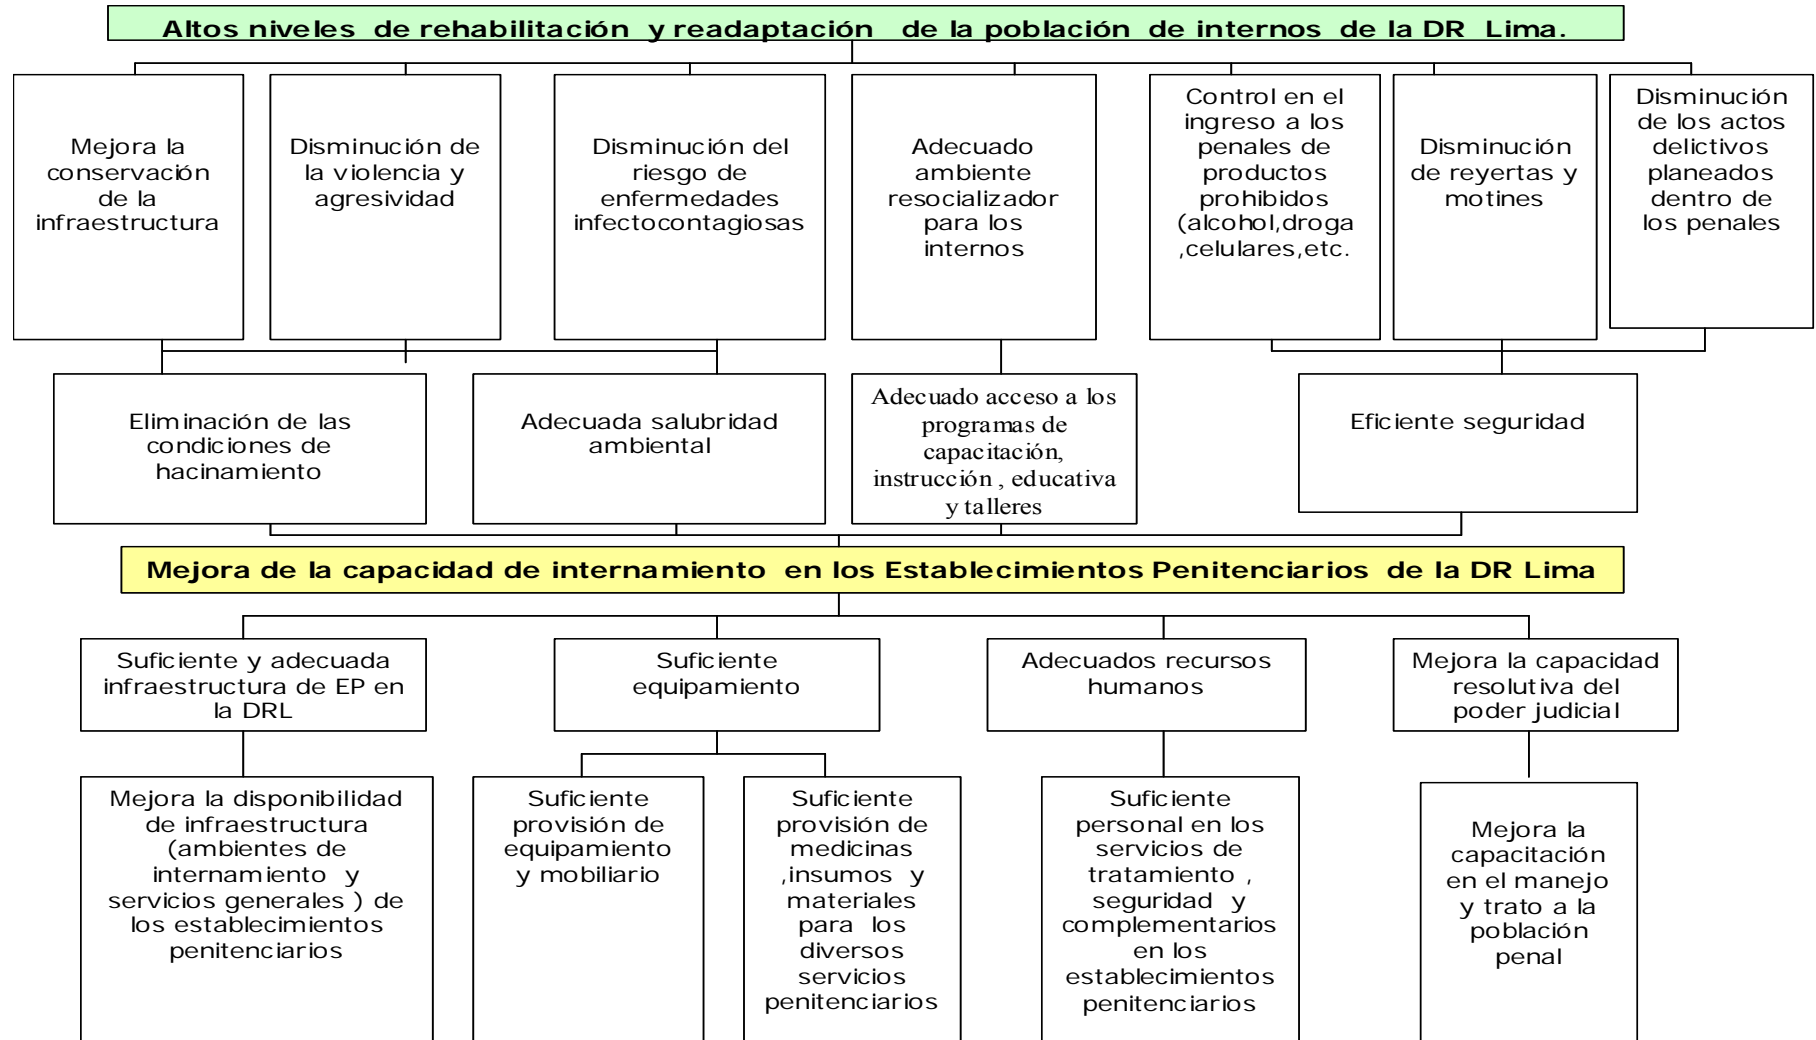 Altos niveles de rehabilitación y readaptación de la población de internos de la DR Lima.
Mejora la
conservación
de la
infraestructura
Disminución de
la violencia y
agresividad
Disminución del
riesgo de
enfermedades
infectocontagiosas
Adecuado
ambiente
resocializador
para los
internos
Control en el
ingreso a los
penales de
productos
prohibidos
(alcohol,droga
,celulares,etc.
Disminución
de reyertas y
motines
Disminución
de los actos
delictivos
planeados
dentro de
los penales
Eliminación de las
condiciones de
hacinamiento
Adecuada salubridad
ambiental
Adecuado acceso a los
programas de
capacitación,
instrucción , educativa
y talleres
Eficiente seguridad
Mejora de la capacidad de internamiento en los Establecimientos Penitenciarios de la DR Lima
Suficiente y adecuada
infraestructura de EP en
la DRL
Suficiente
equipamiento
Adecuados recursos
humanos
Mejora la capacidad
resolutiva del
poder judicial
Mejora la disponibilidad
de infraestructura
(ambientes de
internamiento y
servicios generales ) de
los establecimientos
penitenciarios
Suficiente
provisión de
equipamiento
y mobiliario
Suficiente
provisión de
medicinas
,insumos y
materiales
para los
diversos
servicios
penitenciarios
Suficiente
personal en los
servicios de
tratamiento ,
seguridad y
complementarios
en los
establecimientos
penitenciarios
Mejora la
capacitación
en el manejo
y trato a la
población
penal